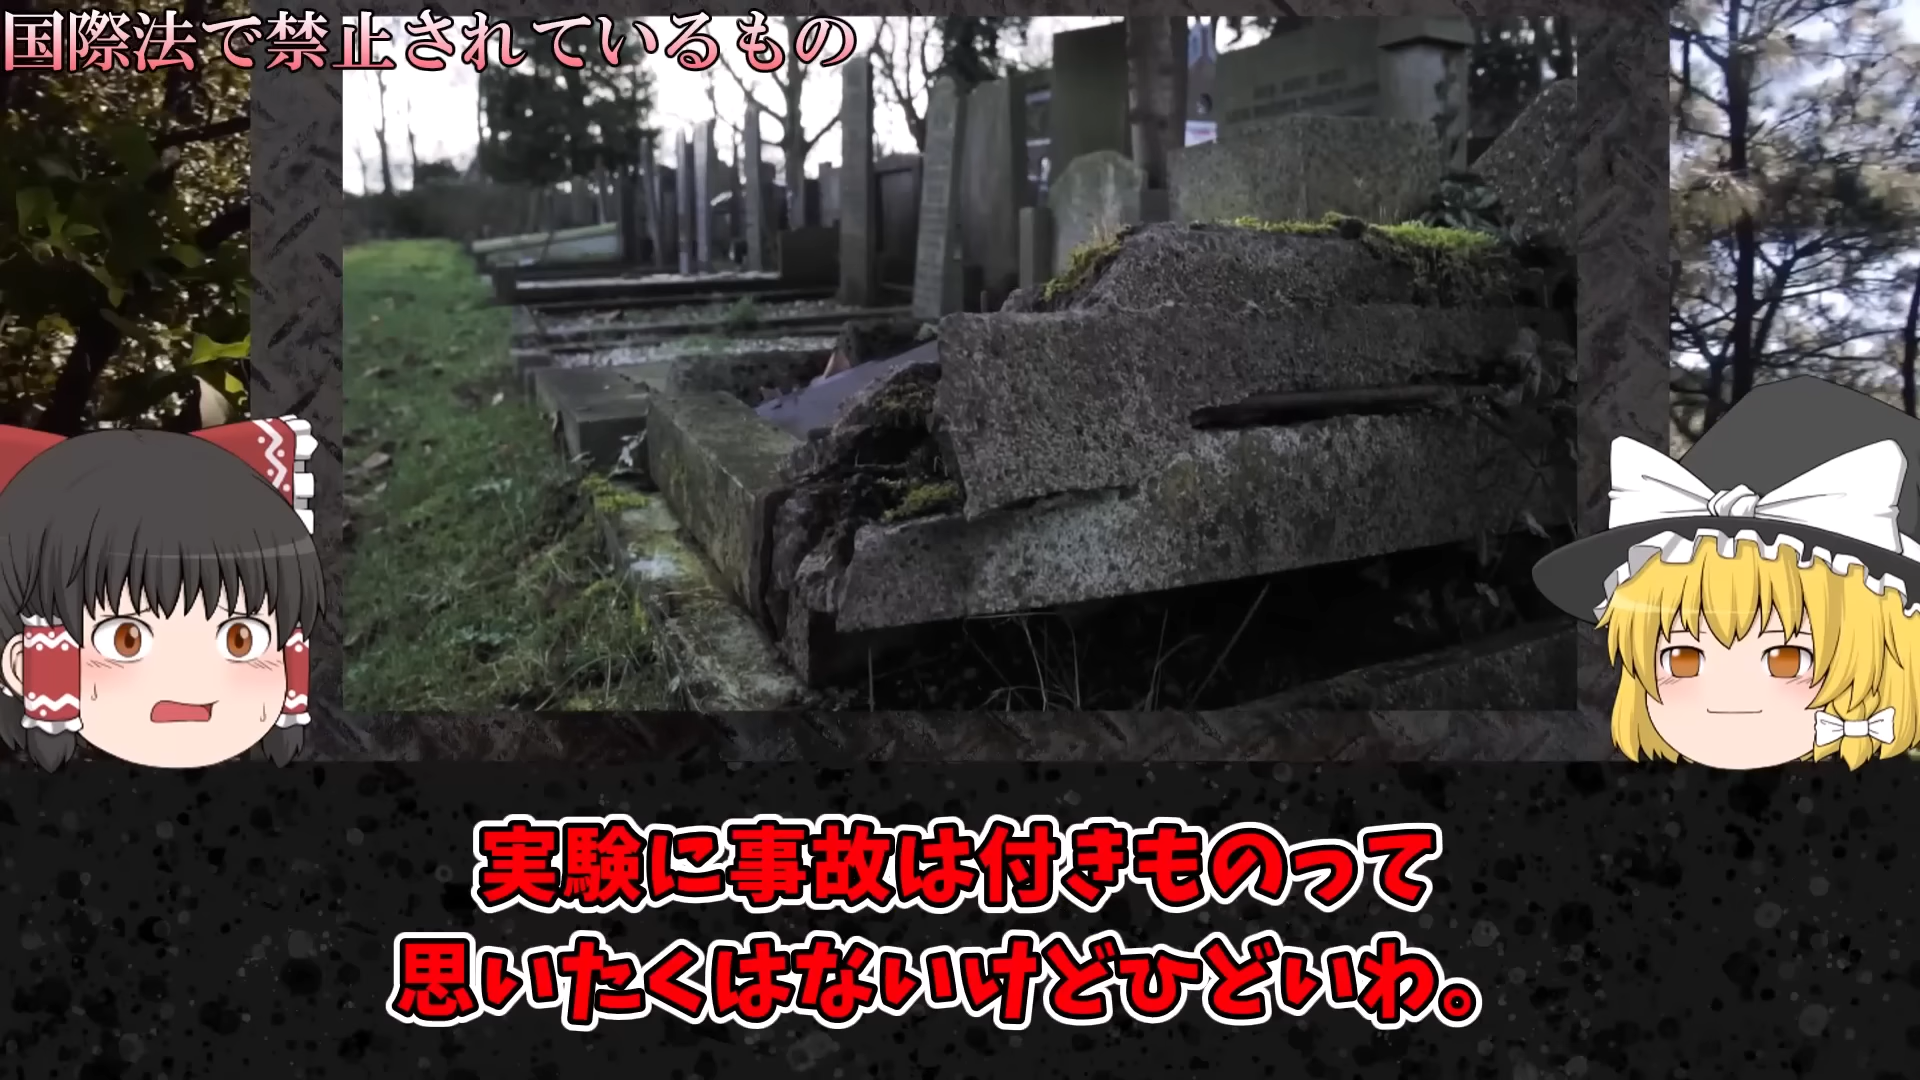 国際法で禁止されているもの
実験に事故は付きものって
思いたくはないけどひどいわ。